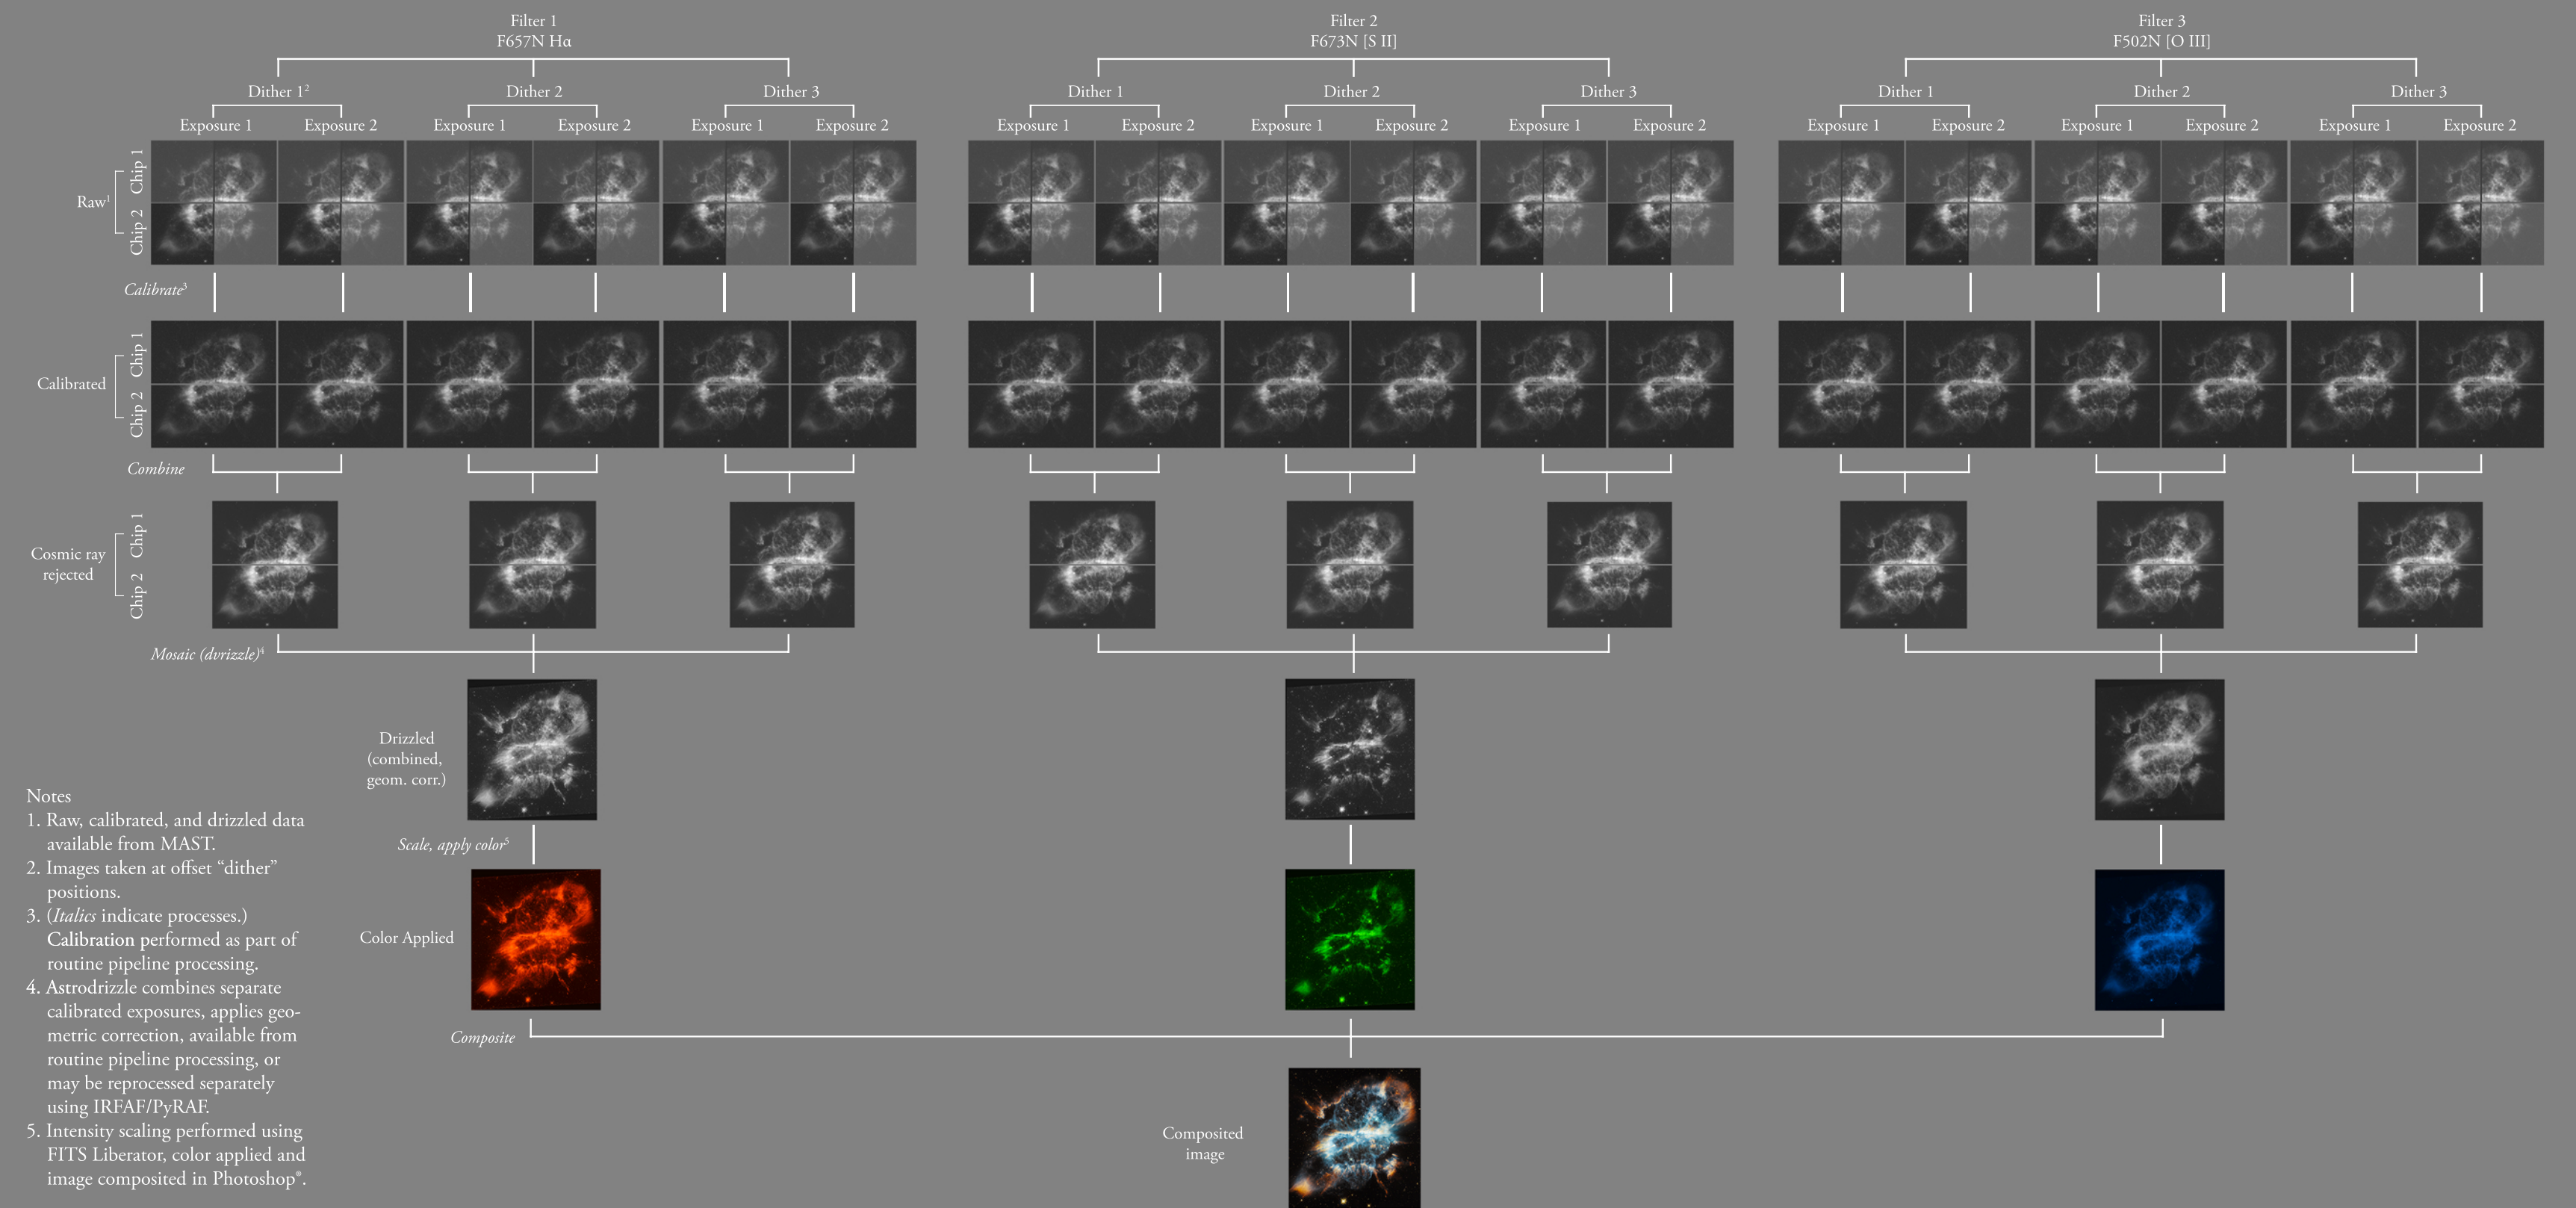 Filter 1
F657N Hα
Filter 2
F673N [S II]
Filter 3
F502N [O III]
Dither 1²
Dither 2
Dither 3
Dither 1
Dither 2
Dither 3
Dither 1
Dither 2
Dither 3
Exposure 1
Exposure 2
Exposure 1
Exposure 2
Exposure 1
Exposure 2
Exposure 1
Exposure 2
Exposure 1
Exposure 2
Exposure 1
Exposure 2
Exposure 1
Exposure 2
Exposure 1
Exposure 2
Exposure 1
Exposure 2
Raw¹
Chip 1
Chip 2
Calibrate³
Calibrated
Chip 1
Chip 2
Combine
Cosmic ray
rejected
Chip 1
Chip 2
Mosaic (dvrizzle)⁴
Drizzled
(combined,
geom. corr.)
Scale, apply color⁵
Color Applied
Composite
Composited
image
Notes
1. Raw, calibrated, and drizzled data
available from MAST.
2. Images taken at offset “dither”
positions.
3. (Italics indicate processes.)
Calibration performed as part of
routine pipeline processing.
4. Astrodrizzle combines separate
calibrated exposures, applies geo-
metric correction, available from
routine pipeline processing, or
may be reprocessed separately
using IRFAF/PyRAF.
5. Intensity scaling performed using
FITS Liberator, color applied and
image composited in Photoshop®.